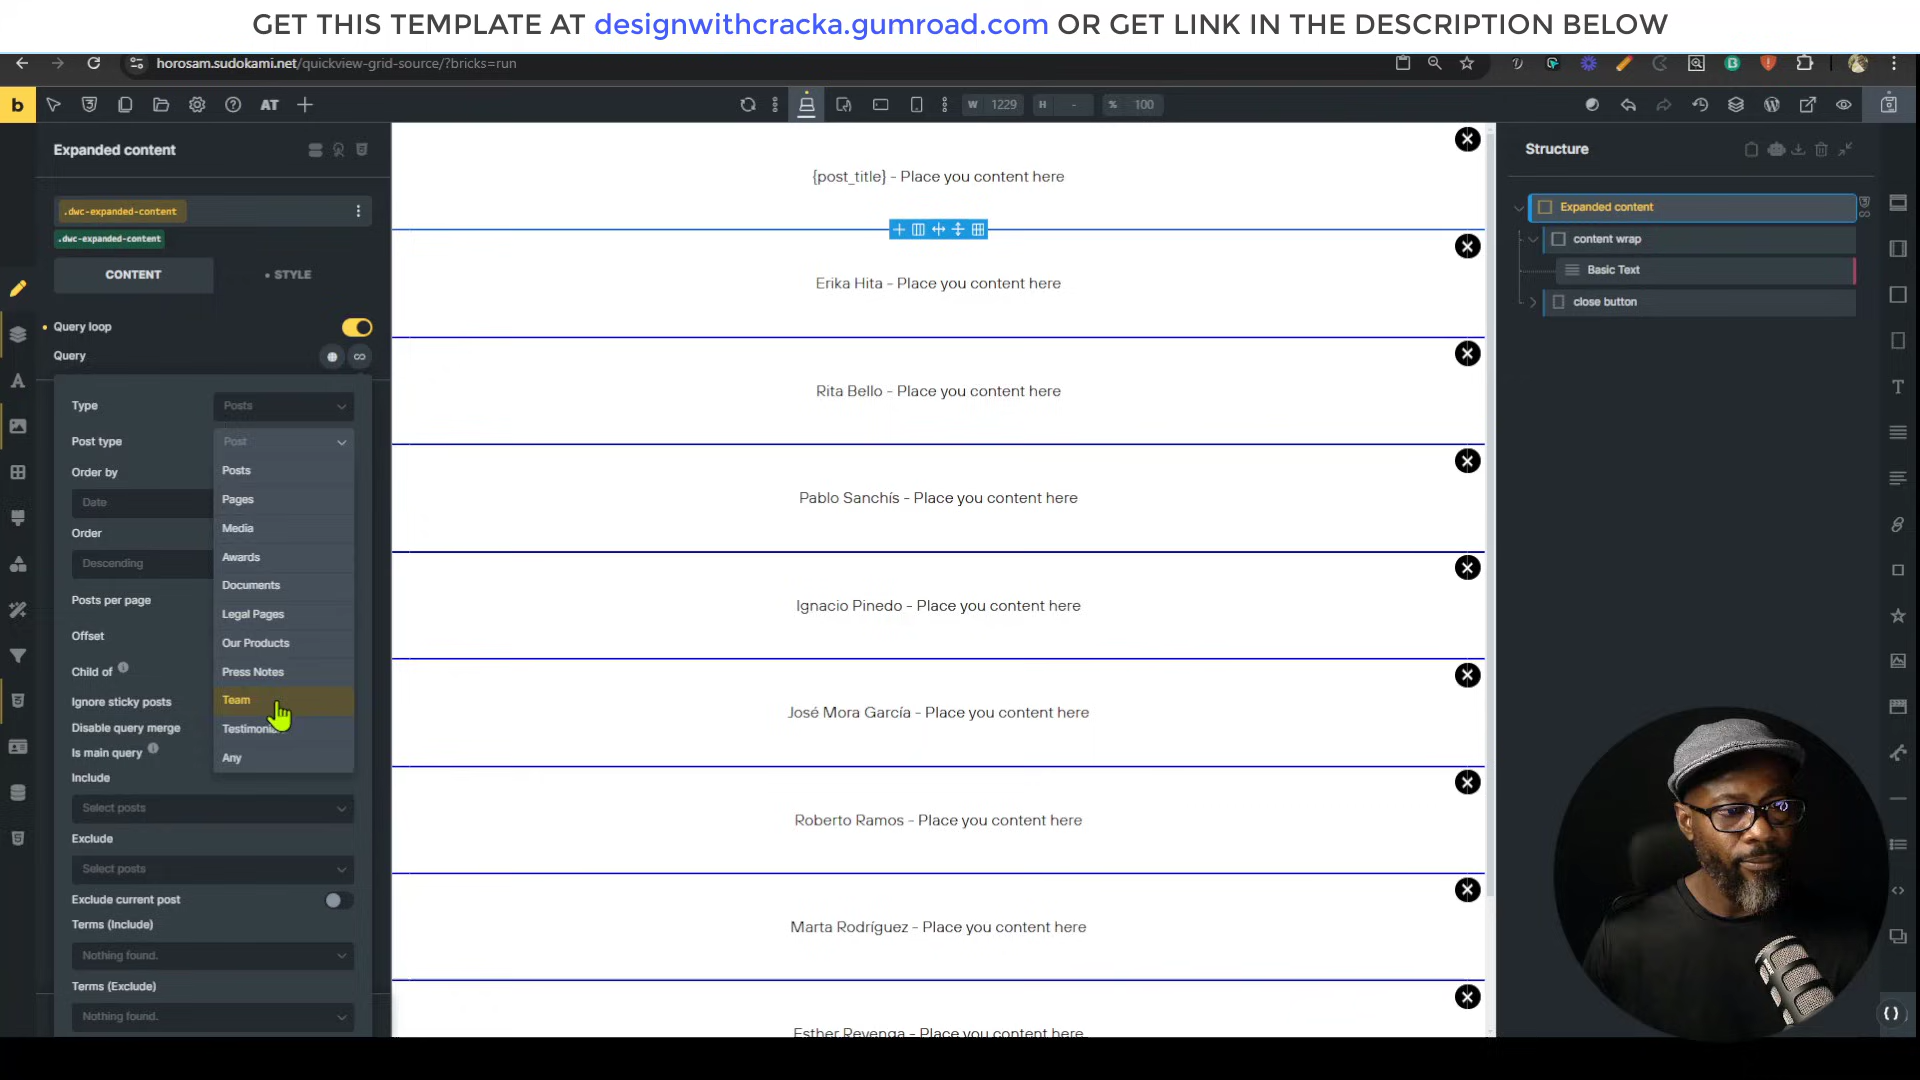 GET THIS TEMPLATE AT designwithcracka.gumroad.com OR GET LINK IN THE DESCRIPTION BELOW
horosam.sudokami.net/quickview-grid-source/?bricks=run
b
AT
W 1229 H - % 100
Expanded content
.dwc-expanded-content
.dwc-expanded-content
CONTENT
STYLE
Query loop
Query
Type
Posts
Post type
Post
Posts
Pages
Media
Awards
Documents
Legal Pages
Our Products
Press Notes
Team
Any
Order by
Date
Order
Descending
Posts per page
Offset
Child of
Ignore sticky posts
Disable query merge
Is main query
Include
Select posts
Exclude
Select posts
Exclude current post
Terms (Include)
Nothing found.
Terms (Exclude)
Nothing found.
{post_title} - Place you content here
Erika Hita - Place you content here
Rita Bello - Place you content here
Pablo Sanchís - Place you content here
Ignacio Pinedo - Place you content here
José Mora García - Place you content here
Roberto Ramos - Place you content here
Marta Rodríguez - Place you content here
Esther Revenga - Place you content here
Structure
Expanded content
content wrap
Basic Text
close button